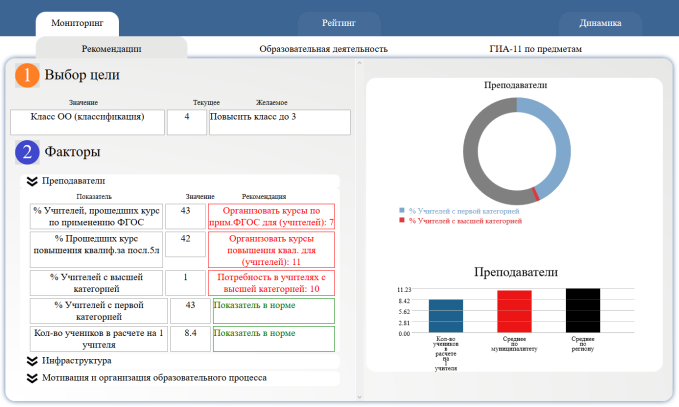 Мониторинг
Рейтинг
Динамика
Рекомендации
Образовательная деятельность
ГИА-11 по предметам
1 Выбор цели
Значение
Текущее
Желаемое
Класс ОО (классификация)
4
Повысить класс до 3
2 Факторы
Преподаватели
Показатель
Значение
Рекомендация
% Учителей, прошедших курс
по применению ФГОС
43
Организовать курсы по
прим.ФГОС для (учителей): 7
% Прошедших курс
повышения квалиф.за посл.5л
42
Организовать курсы
повышения квал. для
(учителей): 11
% Учителей с высшей
категорией
1
Потребность в учителях с
высшей категорией: 10
% Учителей с первой
категорией
43
Показатель в норме
Кол-во учеников в расчете на 1
учителя
8.4
Показатель в норме
Инфраструктура
Мотивация и организация образовательного процесса
Преподаватели
% Учителей с первой категорией
% Учителей с высшей категорией
Преподаватели
11.23
8.42
5.62
2.81
0.00
Кол-во
учеников
в
расчете
на
1
учителя
Среднее
по
муниципалитету
Среднее
по
региону